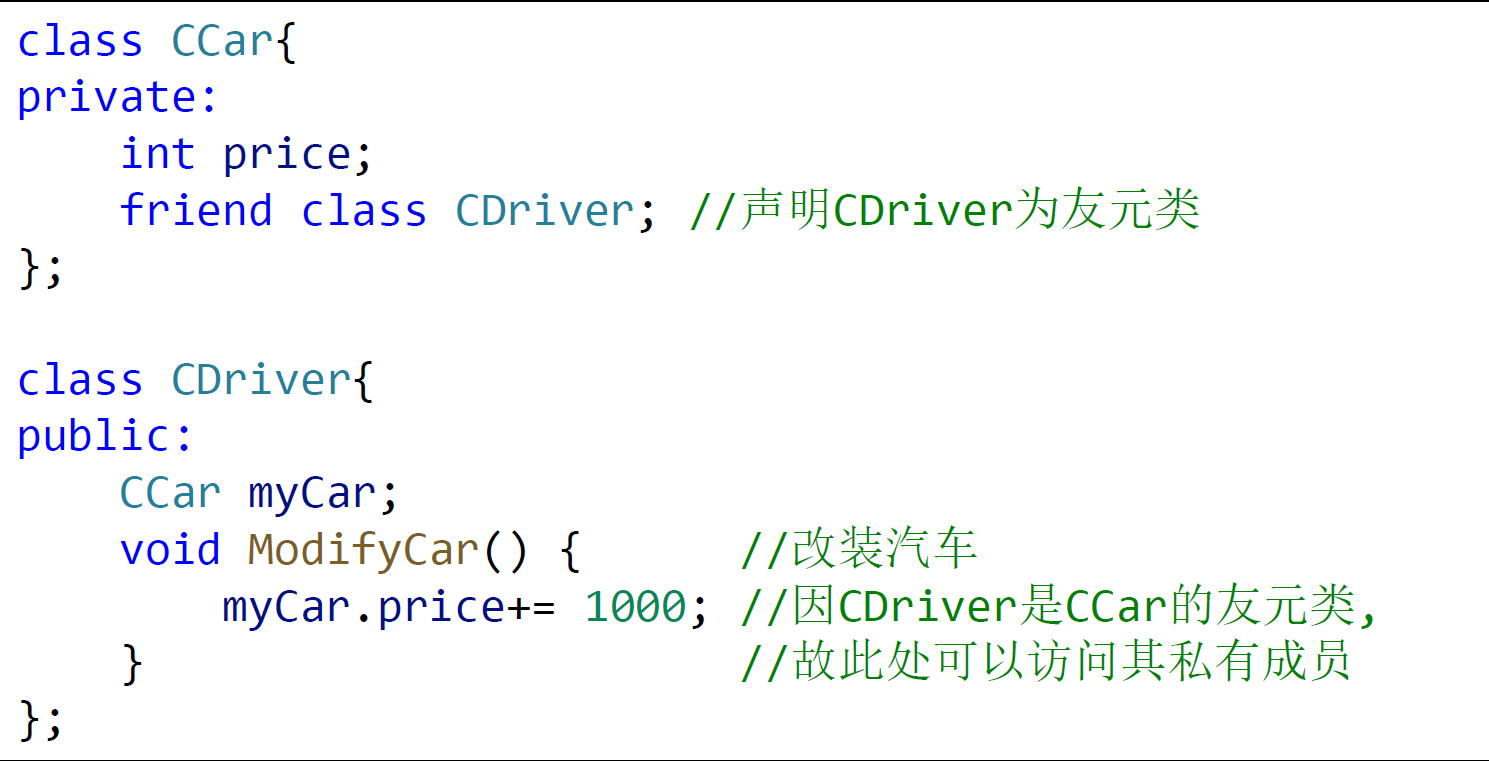 class CCar{
private:
    int price;
    friend class CDriver; //声明CDriver为友元类
};

class CDriver{
public:
    CCar myCar;
    void ModifyCar() {      //改装汽车
        myCar.price+= 1000; //因CDriver是CCar的友元类,
    }                       //故此处可以访问其私有成员
};